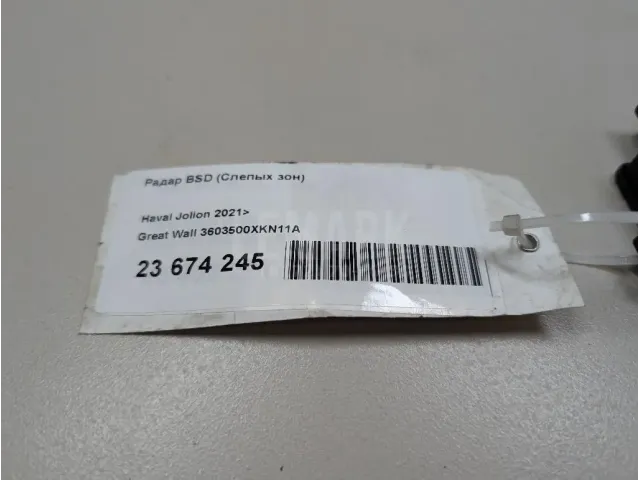 Радар BSD (Слепых зон)
Haval Jolion 2021>
Great Wall 3603500XKN11A
23 674 245